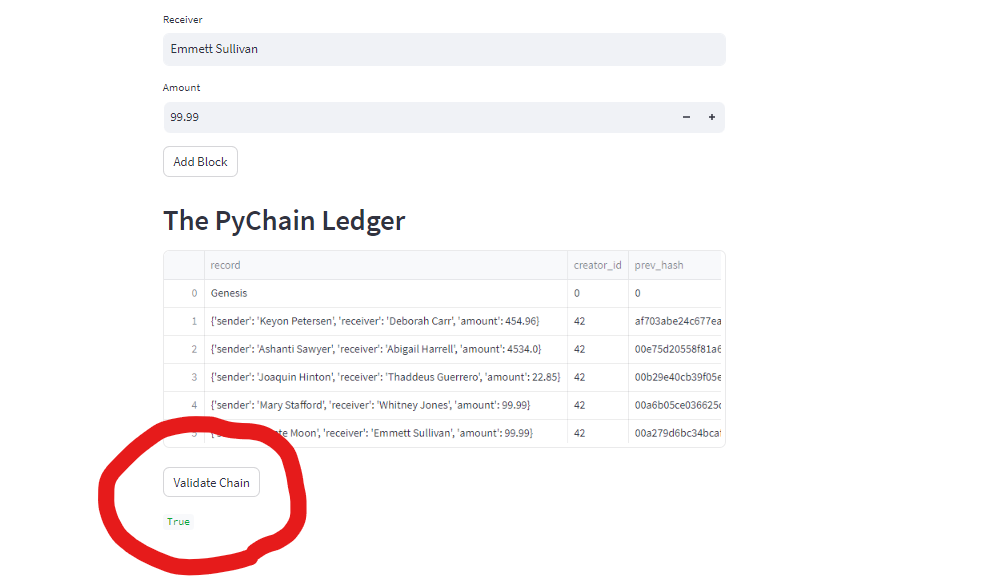 Receiver
Emmett Sullivan
Amount
99.99 − +
Add Block
The PyChain Ledger
record creator_id prev_hash
0 Genesis 0 0
1 {'sender': 'Keyon Petersen', 'receiver': 'Deborah Carr', 'amount': 454.96} 42 af703abe24c677ea
2 {'sender': 'Ashanti Sawyer', 'receiver': 'Abigail Harrell', 'amount': 4534.0} 42 00e75d20558f81a6
3 {'sender': 'Joaquin Hinton', 'receiver': 'Thaddeus Guerrero', 'amount': 22.85} 42 00b29e40cb39f05e
4 {'sender': 'Mary Stafford', 'receiver': 'Whitney Jones', 'amount': 99.99} 42 00a6b05ce036625c
5 Moon', 'receiver': 'Emmett Sullivan', 'amount': 99.99} 42 00a279d6bc34bcaf
Validate Chain
True